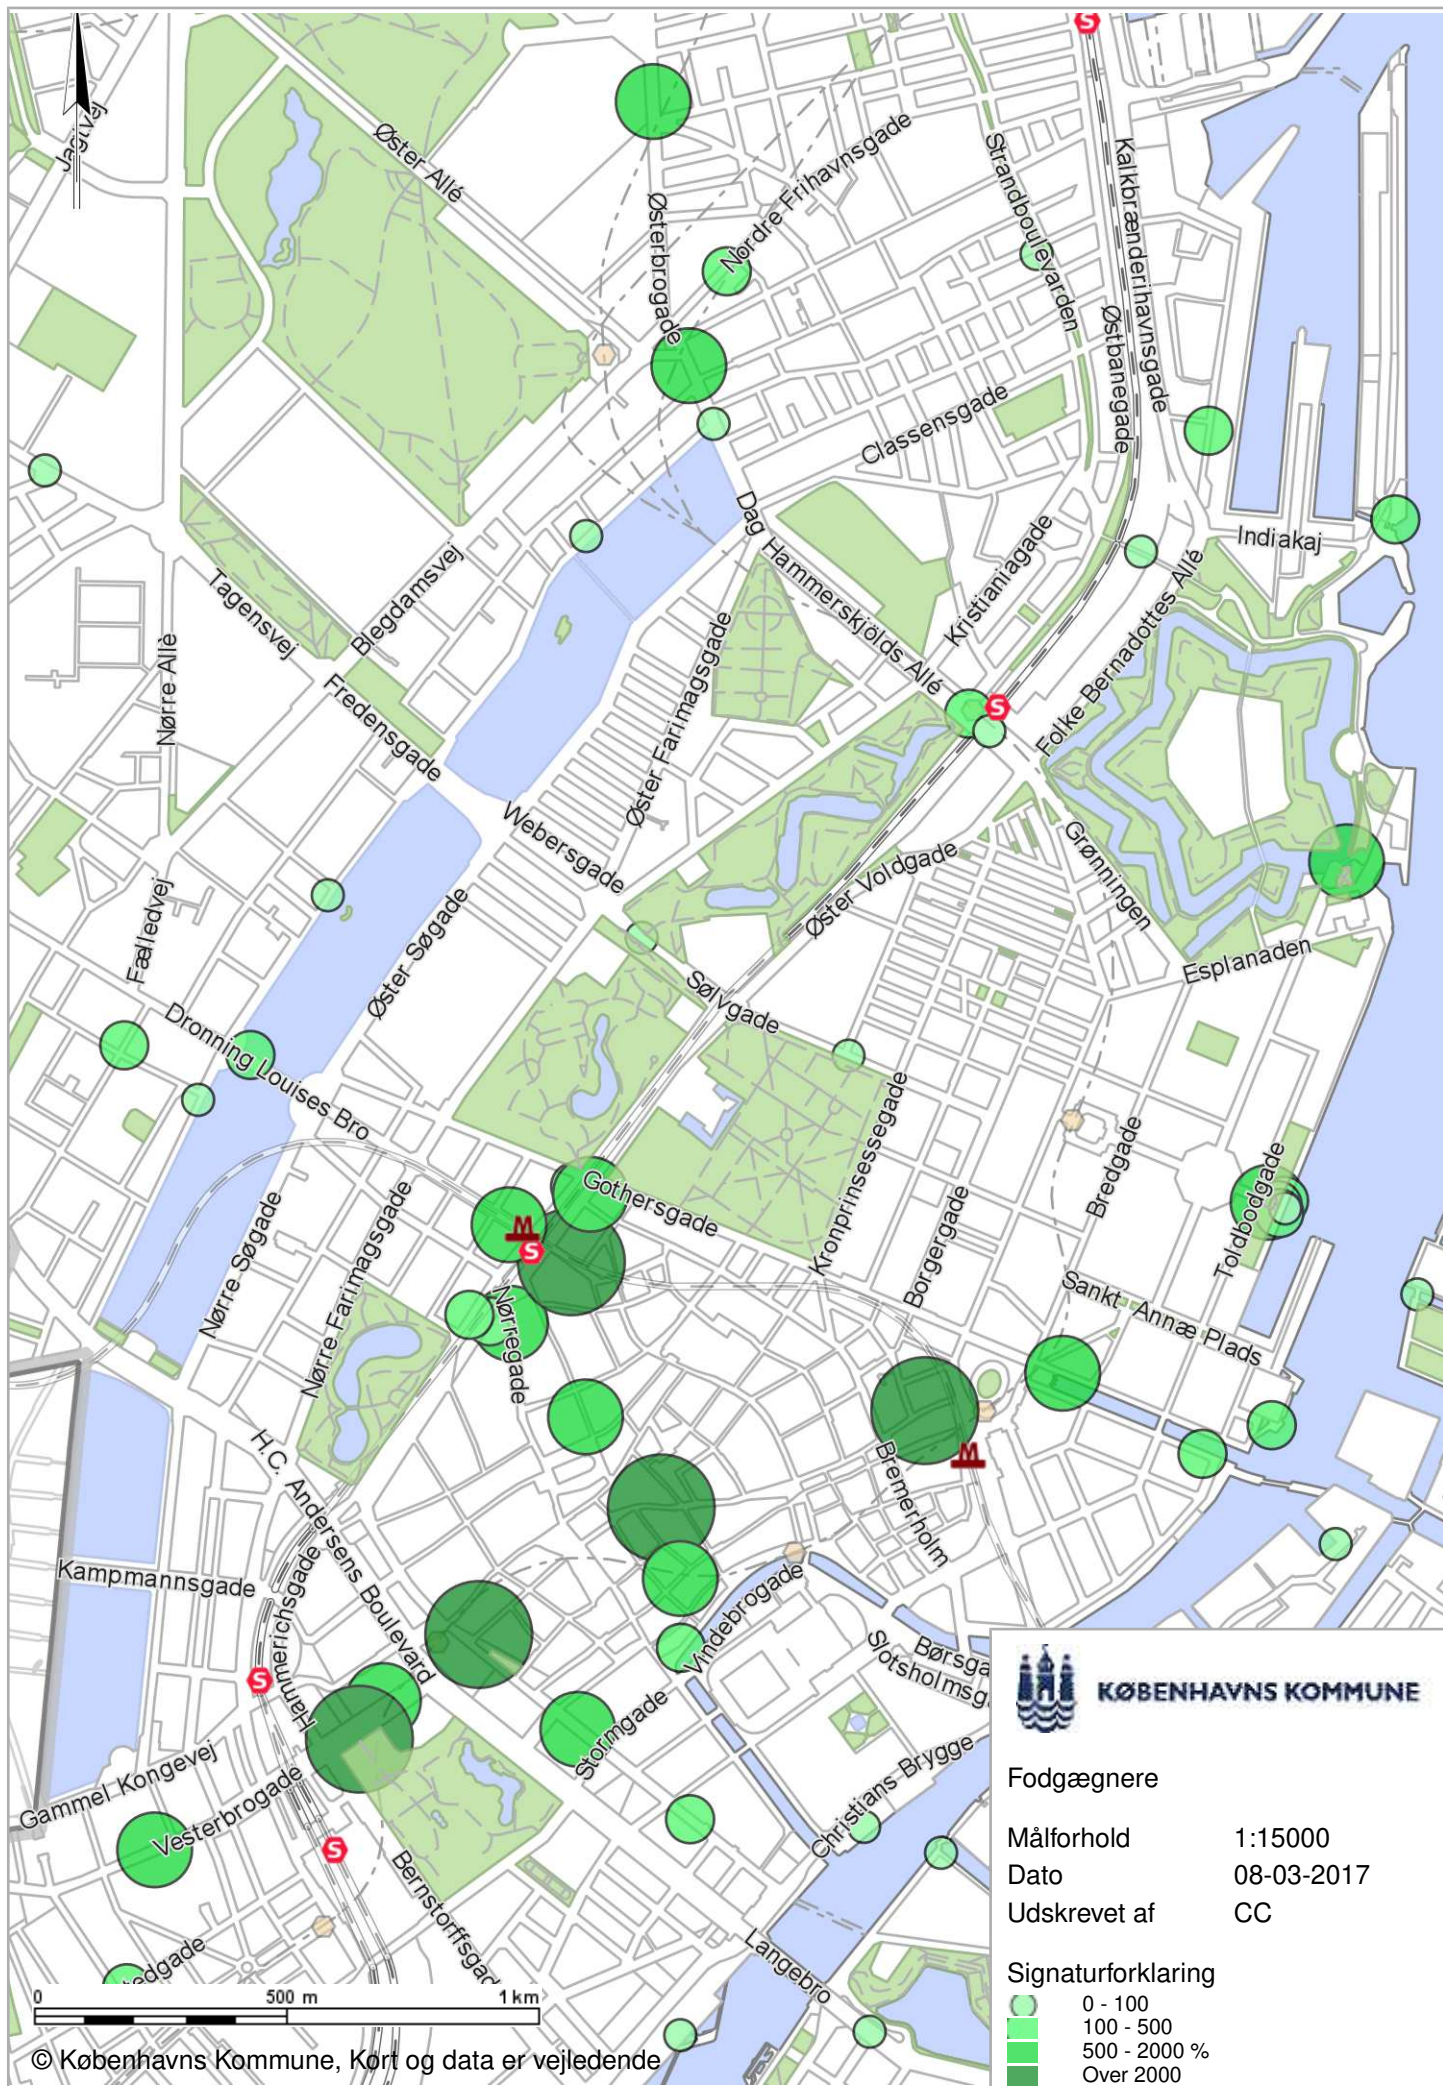 S
Jagtvej
Øster Allé
Østerbrogade
Nordre Frihavnsgade
Strandboulevarden
Kalkbrænderihavnsgade
Østbanegade
Classensgade
Indiakaj
Dag Hammerskjölds Allé
Kristianiagade
Folke Bernadottes Allé
Tagensvej
Blegdamsvej
Nørre Allè
Fredensgade
Øster Farimagsgade
S
Webersgade
Øster Voldgade
Grønningen
Fælledvej
Øster Søgade
Esplanaden
Sølvgade
Dronning Louises Bro
Kronprinsessegade
Bredgade
Toldbodgade
Gothersgade
Borgergade
M
S
Nørre Søgade
Nørre Farimagsgade
Nørregade
Sankt Annæ Plads
M
Bremerholm
H.C. Andersens Boulevard
Kampmannsgade
Hammerichsgade
S
Vindebrogade
Børsga
Slotsholmsg
Stormgade
Christians Brygge
Gammel Kongevej
Vesterbrogade
S
Bernstorffsgad
Langebro
tedgade
KØBENHAVNS KOMMUNE
Fodgægnere
Målforhold 1:15000
Dato 08-03-2017
Udskrevet af CC
Signaturforklaring
0 - 100
100 - 500
500 - 2000 %
Over 2000
0 500 m 1 km
© Københavns Kommune, Kort og data er vejledende